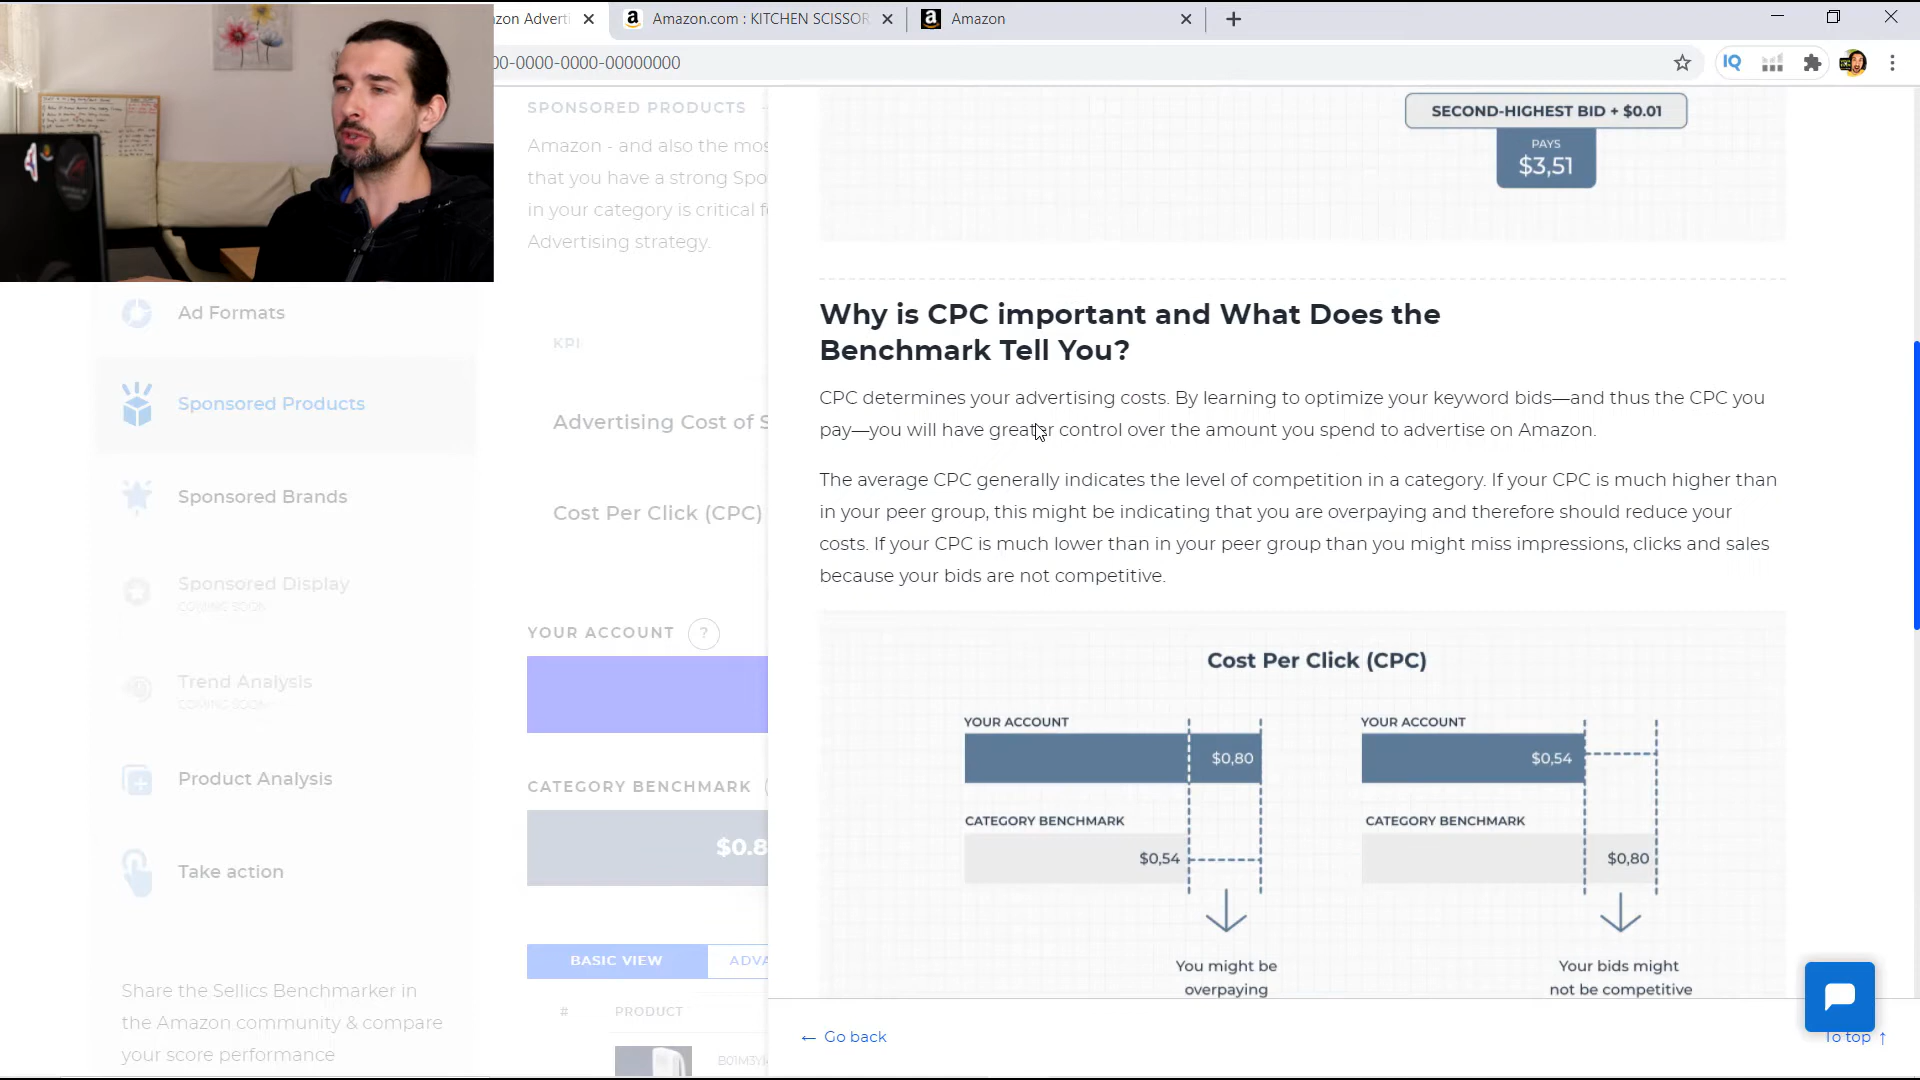 zon Adverti
Amazon.com : KITCHEN SCISSOR
Amazon
00-0000-0000-00000000
IQ
SPONSORED PRODUCTS
Amazon - and also the mos
that you have a strong Spo
in your category is critical f
Advertising strategy.
Ad Formats
Sponsored Products
Sponsored Brands
Sponsored Display
COMING SOON
Trend Analysis
COMING SOON
Product Analysis
Take action
Share the Sellics Benchmarker in
the Amazon community & compare
your score performance
KPI
Advertising Cost of S
Cost Per Click (CPC)
YOUR ACCOUNT ?
CATEGORY BENCHMARK
$0.8
BASIC VIEW
ADVA
#
PRODUCT
SECOND-HIGHEST BID + $0.01
PAYS
$3,51
Why is CPC important and What Does the
Benchmark Tell You?
CPC determines your advertising costs. By learning to optimize your keyword bids—and thus the CPC you
pay—you will have greater control over the amount you spend to advertise on Amazon.
The average CPC generally indicates the level of competition in a category. If your CPC is much higher than
in your peer group, this might be indicating that you are overpaying and therefore should reduce your
costs. If your CPC is much lower than in your peer group than you might miss impressions, clicks and sales
because your bids are not competitive.
Cost Per Click (CPC)
YOUR ACCOUNT
$0,80
CATEGORY BENCHMARK
$0,54
You might be
overpaying
YOUR ACCOUNT
$0,54
CATEGORY BENCHMARK
$0,80
Your bids might
not be competitive
← Go back
To top ↑